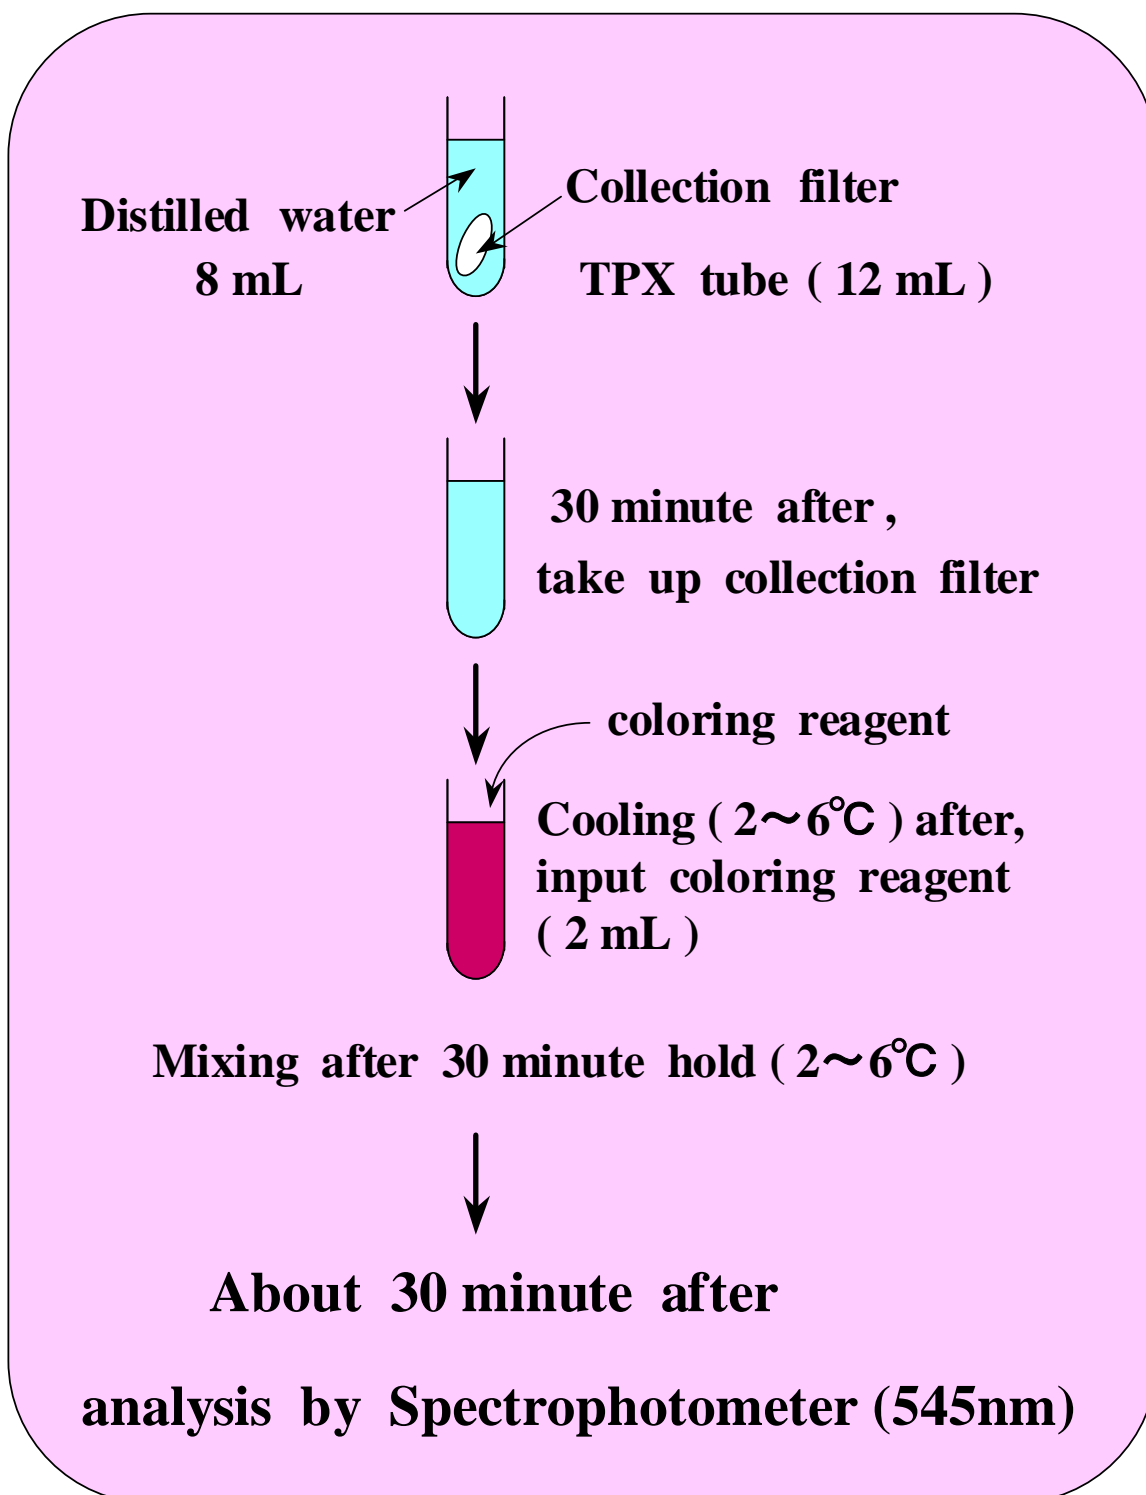 Distilled water
8 mL
Collection filter
TPX tube ( 12 mL )
30 minute after ,
take up collection filter
coloring reagent
Cooling ( 2～6℃ ) after,
input coloring reagent
( 2 mL )
Mixing after 30 minute hold ( 2～6℃ )
About 30 minute after
analysis by Spectrophotometer (545nm)